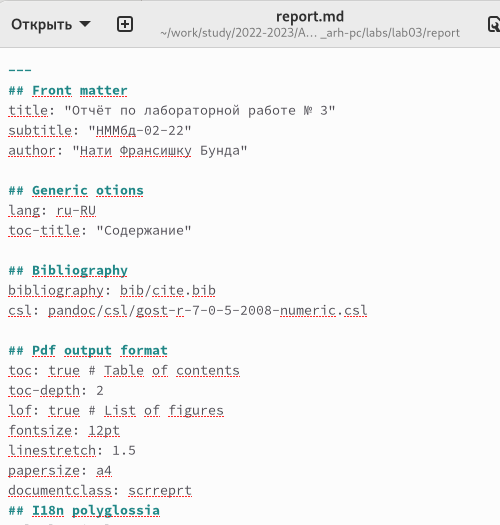 Открыть
report.md
~/work/study/2022-2023/А… _arh-pc/labs/lab03/report
---
## Front matter
title: "Отчёт по лабораторной работе № 3"
subtitle: "НММбд-02-22"
author: "Нати Франсишку Бунда"
## Generic otions
lang: ru-RU
toc-title: "Содержание"
## Bibliography
bibliography: bib/cite.bib
csl: pandoc/csl/gost-r-7-0-5-2008-numeric.csl
## Pdf output format
toc: true # Table of contents
toc-depth: 2
lof: true # List of figures
fontsize: 12pt
linestretch: 1.5
papersize: a4
documentclass: scrreprt
## I18n polyglossia